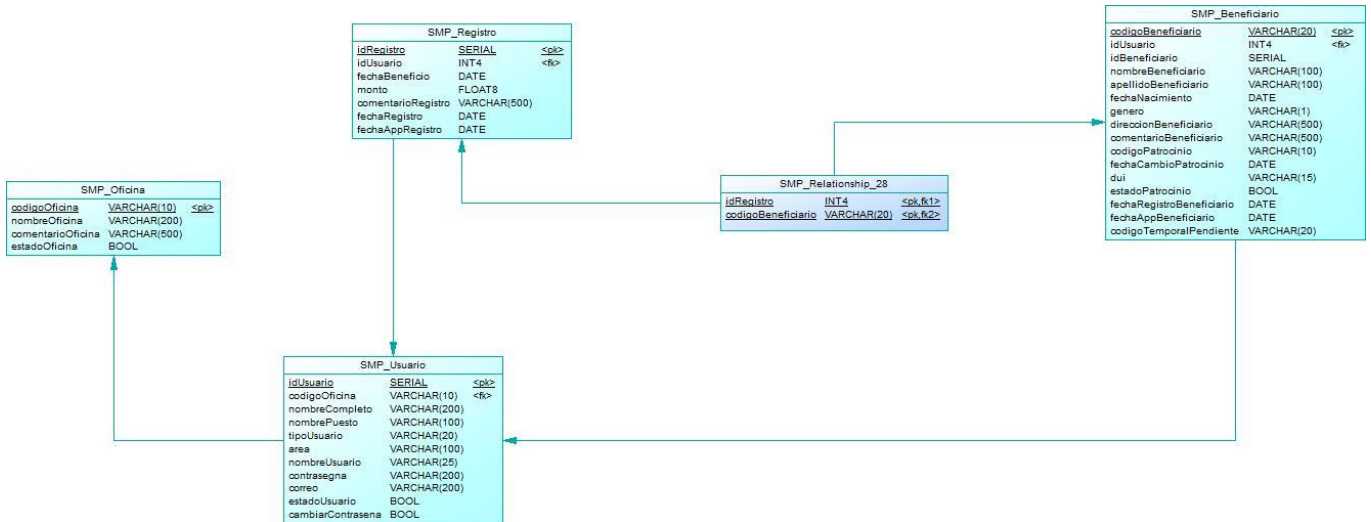 SMP_Registro
idRegistro SERIAL <pk>
idUsuario INT4 <fk>
fechaBeneficio DATE
monto FLOAT8
comentarioRegistro VARCHAR(500)
fechaRegistro DATE
fechaAppRegistro DATE
SMP_Beneficiario
codigoBeneficiario VARCHAR(20) <pk>
idUsuario INT4 <fk>
idBeneficiario SERIAL
nombreBeneficiario VARCHAR(100)
apellidoBeneficiario VARCHAR(100)
fechaNacimiento DATE
genero VARCHAR(1)
direccionBeneficiario VARCHAR(500)
comentarioBeneficiario VARCHAR(500)
codigoPatrocinio VARCHAR(10)
fechaCambioPatrocinio DATE
dui VARCHAR(15)
estadoPatrocinio BOOL
fechaRegistroBeneficiario DATE
fechaAppBeneficiario DATE
codigoTemporalPendiente VARCHAR(20)
SMP_Relationship_28
idRegistro INT4 <pk,fk1>
codigoBeneficiario VARCHAR(20) <pk,fk2>
SMP_Oficina
codigoOficina VARCHAR(10) <pk>
nombreOficina VARCHAR(200)
comentarioOficina VARCHAR(500)
estadoOficina BOOL
SMP_Usuario
idUsuario SERIAL <pk>
codigoOficina VARCHAR(10) <fk>
nombreCompleto VARCHAR(200)
nombrePuesto VARCHAR(100)
tipoUsuario VARCHAR(20)
area VARCHAR(100)
nombreUsuario VARCHAR(25)
contrasegna VARCHAR(200)
correo VARCHAR(200)
estadoUsuario BOOL
cambiarContrasena BOOL